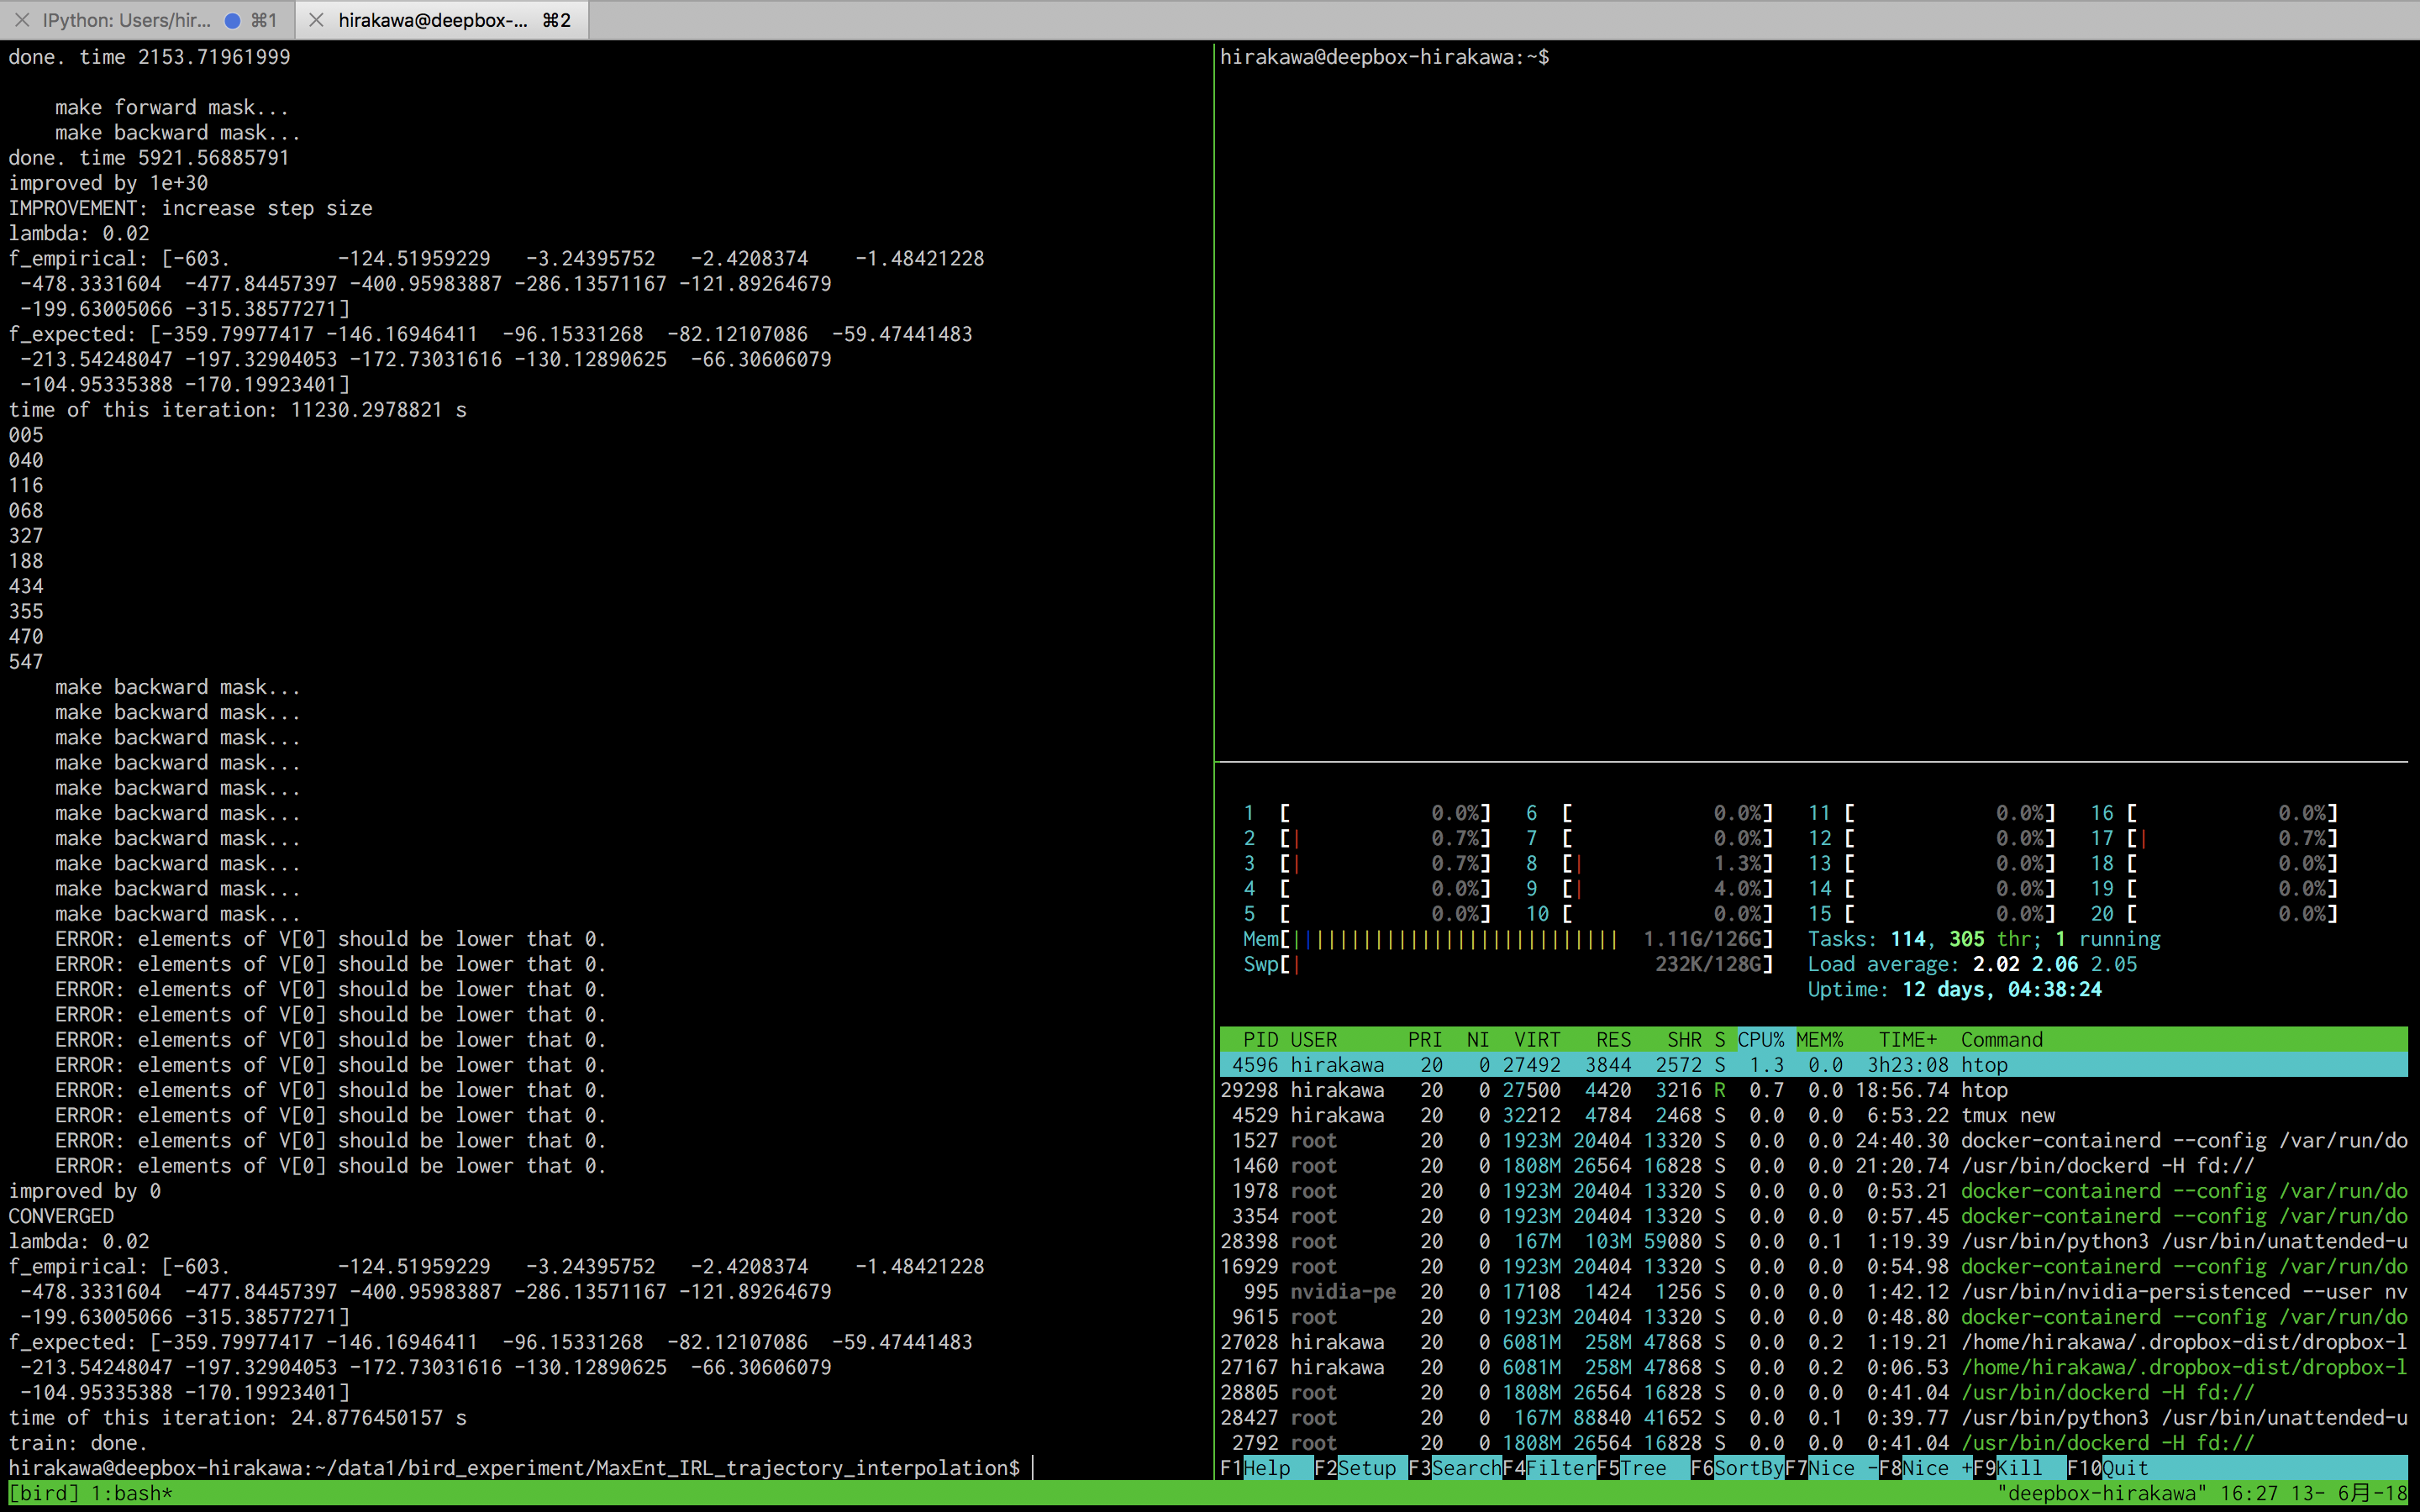 IPython: Users/hir... ⌘1
hirakawa@deepbox-... ⌘2
done. time 2153.71961999
    make forward mask...
    make backward mask...
done. time 5921.56885791
improved by 1e+30
IMPROVEMENT: increase step size
lambda: 0.02
f_empirical: [-603.         -124.51959229   -3.24395752   -2.4208374    -1.48421228
 -478.3331604  -477.84457397 -400.95983887 -286.13571167 -121.89264679
 -199.63005066 -315.38577271]
f_expected: [-359.79977417 -146.16946411  -96.15331268  -82.12107086  -59.47441483
 -213.54248047 -197.32904053 -172.73031616 -130.12890625  -66.30606079
 -104.95335388 -170.19923401]
time of this iteration: 11230.2978821 s
005
040
116
068
327
188
434
355
470
547
    make backward mask...
    make backward mask...
    make backward mask...
    make backward mask...
    make backward mask...
    make backward mask...
    make backward mask...
    make backward mask...
    make backward mask...
    make backward mask...
    ERROR: elements of V[0] should be lower that 0.
    ERROR: elements of V[0] should be lower that 0.
    ERROR: elements of V[0] should be lower that 0.
    ERROR: elements of V[0] should be lower that 0.
    ERROR: elements of V[0] should be lower that 0.
    ERROR: elements of V[0] should be lower that 0.
    ERROR: elements of V[0] should be lower that 0.
    ERROR: elements of V[0] should be lower that 0.
    ERROR: elements of V[0] should be lower that 0.
    ERROR: elements of V[0] should be lower that 0.
improved by 0
CONVERGED
lambda: 0.02
f_empirical: [-603.         -124.51959229   -3.24395752   -2.4208374    -1.48421228
 -478.3331604  -477.84457397 -400.95983887 -286.13571167 -121.89264679
 -199.63005066 -315.38577271]
f_expected: [-359.79977417 -146.16946411  -96.15331268  -82.12107086  -59.47441483
 -213.54248047 -197.32904053 -172.73031616 -130.12890625  -66.30606079
 -104.95335388 -170.19923401]
time of this iteration: 24.8776450157 s
train: done.
hirakawa@deepbox-hirakawa:~/data1/bird_experiment/MaxEnt_IRL_trajectory_interpolation$
hirakawa@deepbox-hirakawa:~$
1 [ 0.0%] 6 [ 0.0%] 11 [ 0.0%] 16 [ 0.0%]
2 [| 0.7%] 7 [ 0.0%] 12 [ 0.0%] 17 [| 0.7%]
3 [| 0.7%] 8 [| 1.3%] 13 [ 0.0%] 18 [ 0.0%]
4 [ 0.0%] 9 [| 4.0%] 14 [ 0.0%] 19 [ 0.0%]
5 [ 0.0%] 10 [ 0.0%] 15 [ 0.0%] 20 [ 0.0%]
Mem[|||||||||||||||||||||||||||| 1.11G/126G] Tasks: 114, 305 thr; 1 running
Swp[| 232K/128G] Load average: 2.02 2.06 2.05
Uptime: 12 days, 04:38:24
PID USER PRI NI VIRT RES SHR S CPU% MEM% TIME+ Command
4596 hirakawa 20 0 27492 3844 2572 S 1.3 0.0 3h23:08 htop
29298 hirakawa 20 0 27500 4420 3216 R 0.7 0.0 18:56.74 htop
4529 hirakawa 20 0 32212 4784 2468 S 0.0 0.0 6:53.22 tmux new
1527 root 20 0 1923M 20404 13320 S 0.0 0.0 24:40.30 docker-containerd --config /var/run/do
1460 root 20 0 1808M 26564 16828 S 0.0 0.0 21:20.74 /usr/bin/dockerd -H fd://
1978 root 20 0 1923M 20404 13320 S 0.0 0.0 0:53.21 docker-containerd --config /var/run/do
3354 root 20 0 1923M 20404 13320 S 0.0 0.0 0:57.45 docker-containerd --config /var/run/do
28398 root 20 0 167M 103M 59080 S 0.0 0.1 1:19.39 /usr/bin/python3 /usr/bin/unattended-u
16929 root 20 0 1923M 20404 13320 S 0.0 0.0 0:54.98 docker-containerd --config /var/run/do
995 nvidia-pe 20 0 17108 1424 1256 S 0.0 0.0 1:42.12 /usr/bin/nvidia-persistenced --user nv
9615 root 20 0 1923M 20404 13320 S 0.0 0.0 0:48.80 docker-containerd --config /var/run/do
27028 hirakawa 20 0 6081M 258M 47868 S 0.0 0.2 1:19.21 /home/hirakawa/.dropbox-dist/dropbox-l
27167 hirakawa 20 0 6081M 258M 47868 S 0.0 0.2 0:06.53 /home/hirakawa/.dropbox-dist/dropbox-l
28805 root 20 0 1808M 26564 16828 S 0.0 0.0 0:41.04 /usr/bin/dockerd -H fd://
28427 root 20 0 167M 88840 41652 S 0.0 0.1 0:39.77 /usr/bin/python3 /usr/bin/unattended-u
2792 root 20 0 1808M 26564 16828 S 0.0 0.0 0:41.04 /usr/bin/dockerd -H fd://
F1Help F2Setup F3SearchF4FilterF5Tree F6SortByF7Nice -F8Nice +F9Kill F10Quit
[bird] 1:bash* "deepbox-hirakawa" 16:27 13- 6月-18